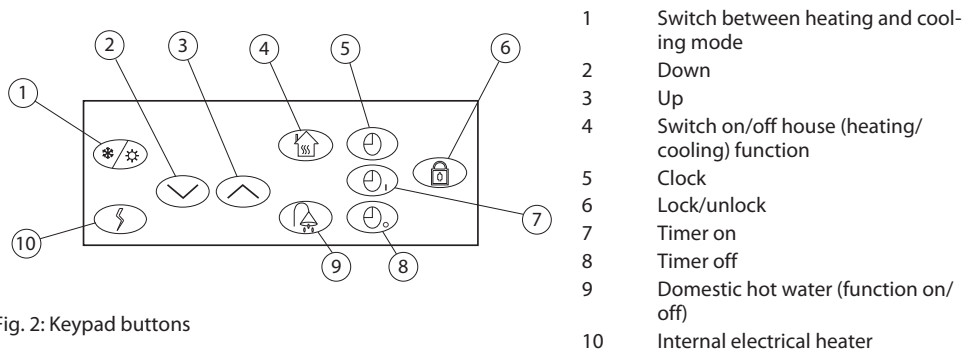 2
3
4
5
6
1
10
9
8
7
Fig. 2: Keypad buttons
1 Switch between heating and cool-
ing mode
2 Down
3 Up
4 Switch on/off house (heating/
cooling) function
5 Clock
6 Lock/unlock
7 Timer on
8 Timer off
9 Domestic hot water (function on/
off)
10 Internal electrical heater